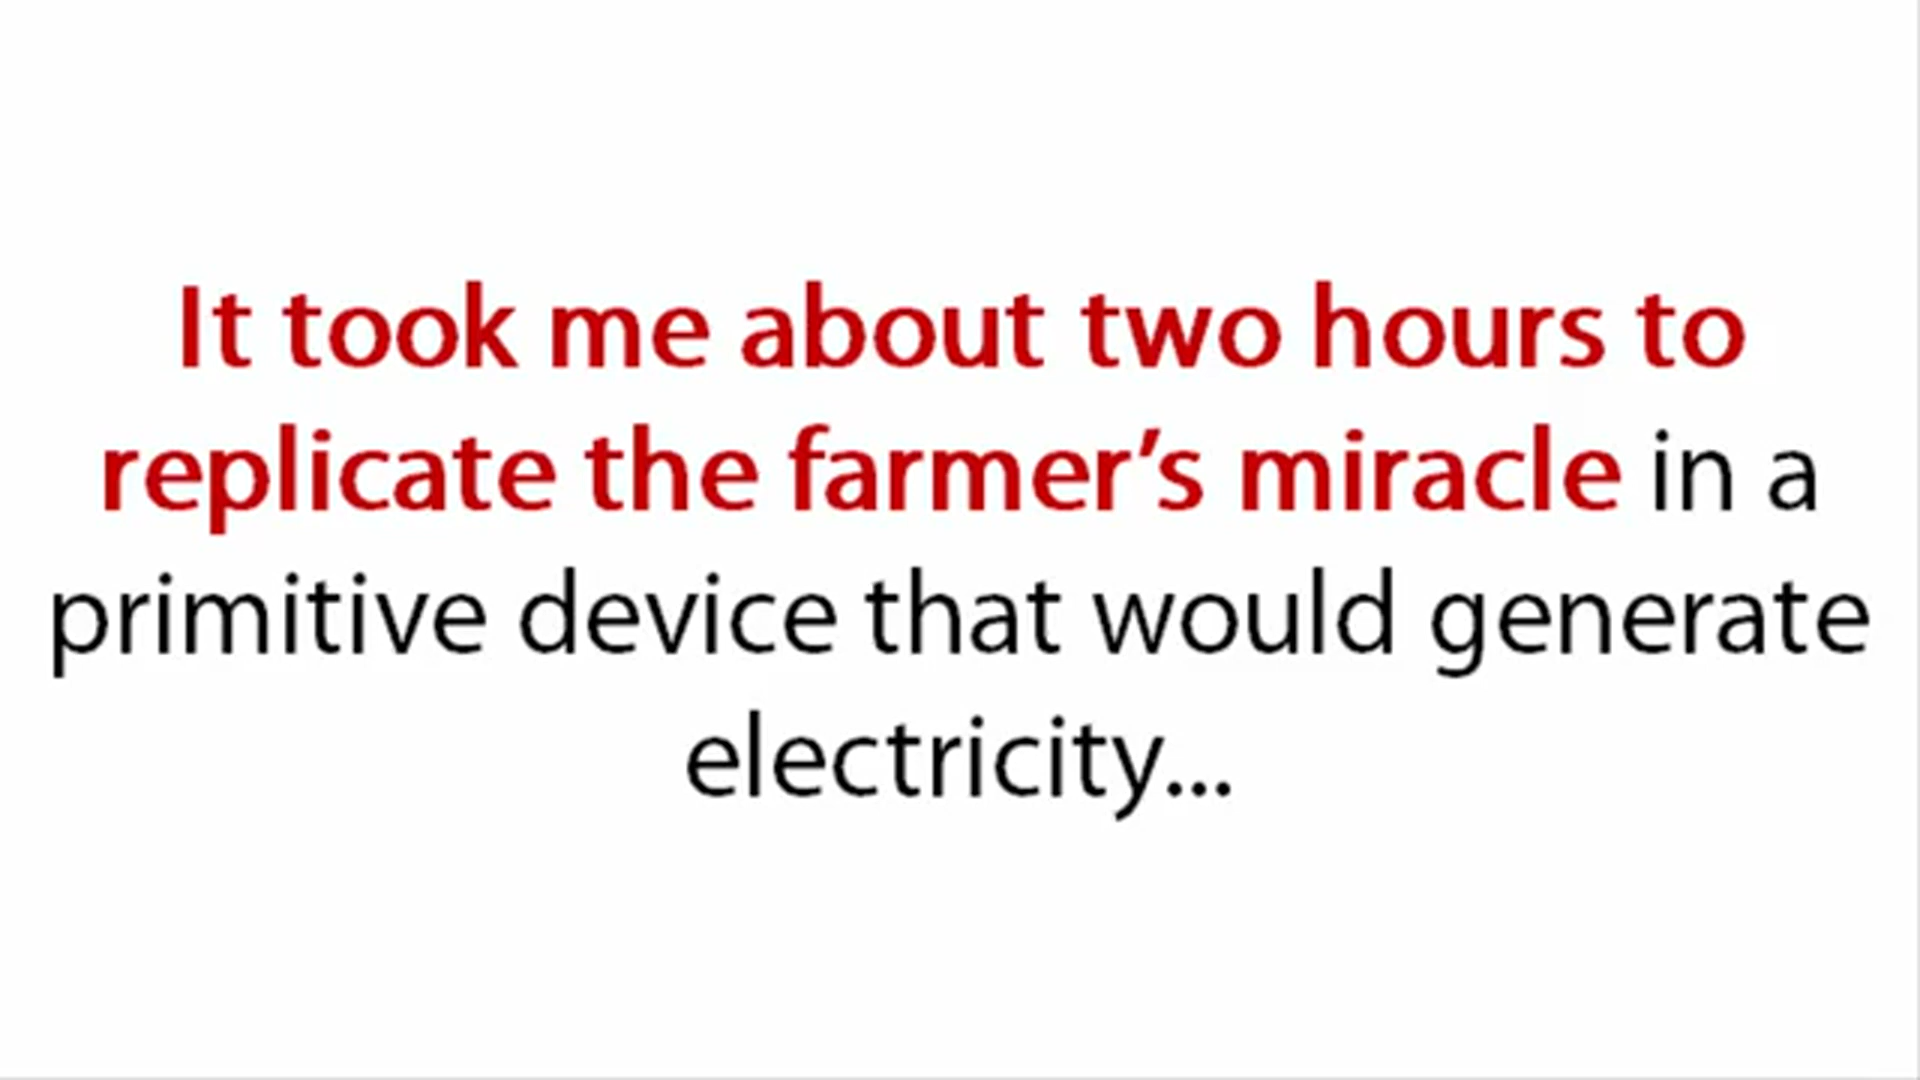 It took me about two hours to
replicate the farmer’s miracle in a
primitive device that would generate
electricity...